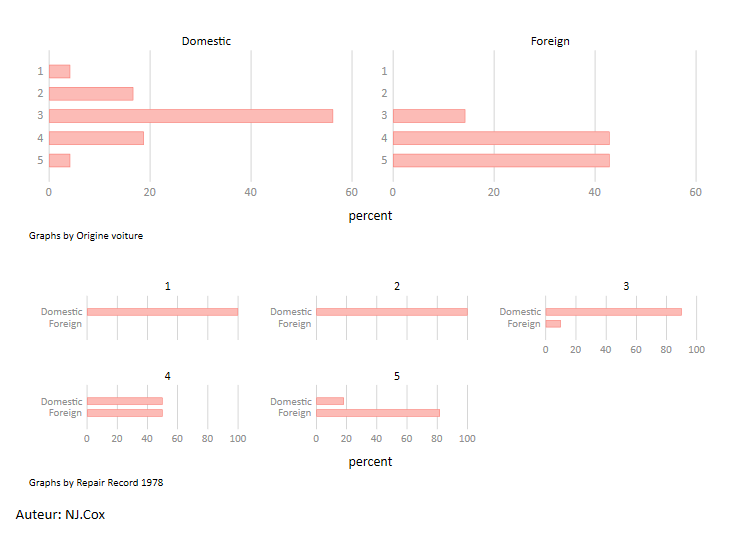 Domestic Foreign
1 1
2 2
3 3
4 4
5 5
0 20 40 60 0 20 40 60
percent
Graphs by Origine voiture
1 2 3
Domestic Domestic Domestic
Foreign Foreign Foreign
0 20 40 60 80 100
4 5
Domestic Domestic
Foreign Foreign
0 20 40 60 80 100 0 20 40 60 80 100
percent
Graphs by Repair Record 1978
Auteur: NJ.Cox